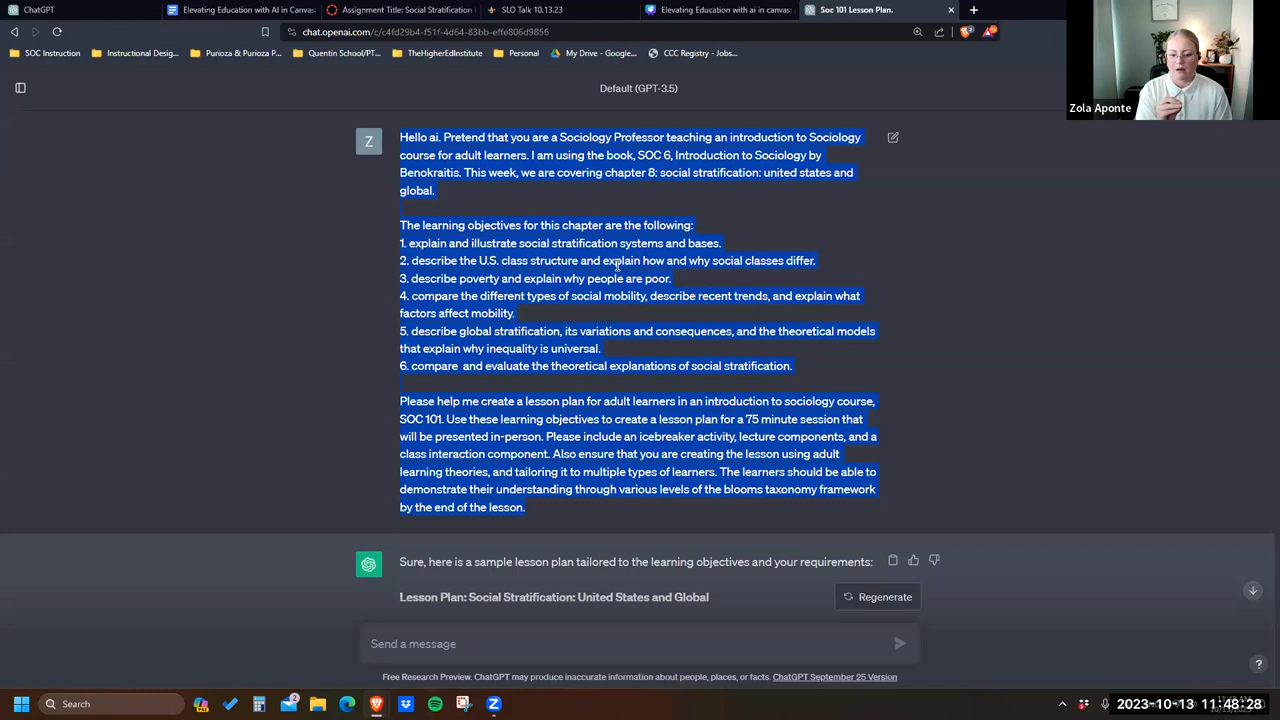 ChatGPT
Elevating Education with AI in Canvas
Assignment Title: Social Stratification
SLO Talk 10.13.23
Elevating Education with ai in canvas:
Soc 101 Lesson Plan.
chat.openai.com/c/c4fd29b4-f51f-4d64-83bb-effe806d9856
SOC Instruction
Instructional Desig...
Purioza & Purioza P...
Quentin School/PT...
TheHigherEdInstitute
Personal
My Drive - Google...
CCC Registry - Jobs...
Zola Aponte
Default (GPT-3.5)
Z
Hello ai. Pretend that you are a Sociology Professor teaching an introduction to Sociology
course for adult learners. I am using the book, SOC 6, Introduction to Sociology by
Benokraitis. This week, we are covering chapter 8: social stratification: united states and
global.
The learning objectives for this chapter are the following:
1. explain and illustrate social stratification systems and bases.
2. describe the U.S. class structure and explain how and why social classes differ.
3. describe poverty and explain why people are poor.
4. compare the different types of social mobility, describe recent trends, and explain what
factors affect mobility.
5. describe global stratification, its variations and consequences, and the theoretical models
that explain why inequality is universal.
6. compare  and evaluate the theoretical explanations of social stratification.
Please help me create a lesson plan for adult learners in an introduction to sociology course,
SOC 101. Use these learning objectives to create a lesson plan for a 75 minute session that
will be presented in-person. Please include an icebreaker activity, lecture components, and a
class interaction component. Also ensure that you are creating the lesson using adult
learning theories, and tailoring it to multiple types of learners. The learners should be able to
demonstrate their understanding through various levels of the blooms taxonomy framework
by the end of the lesson.
Sure, here is a sample lesson plan tailored to the learning objectives and your requirements:
Lesson Plan: Social Stratification: United States and Global
Regenerate
Send a message
Free Research Preview. ChatGPT may produce inaccurate information about people, places, or facts. ChatGPT September 25 Version
?
Search
2
2023-10-13 11:48:28